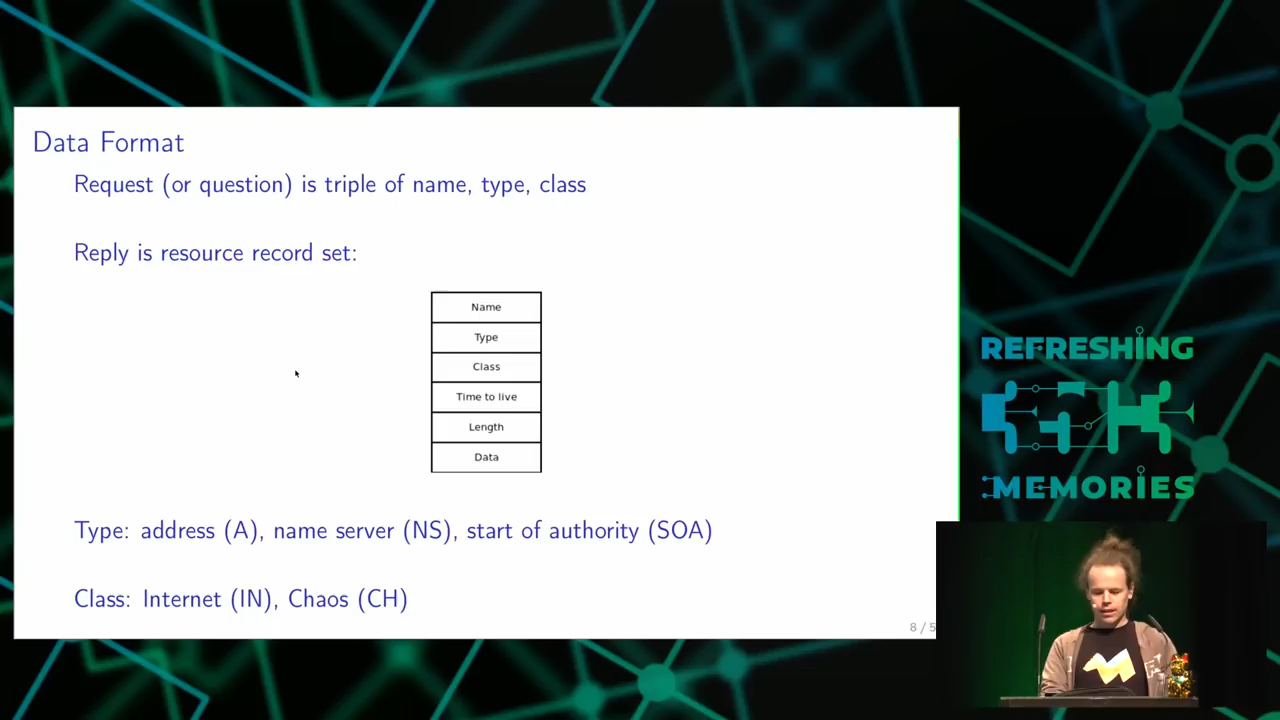 Data Format
Request (or question) is triple of name, type, class
Reply is resource record set:
Name
Type
Class
Time to live
Length
Data
Type: address (A), name server (NS), start of authority (SOA)
Class: Internet (IN), Chaos (CH)
8 / 5
REFRESHING
MEMORIES